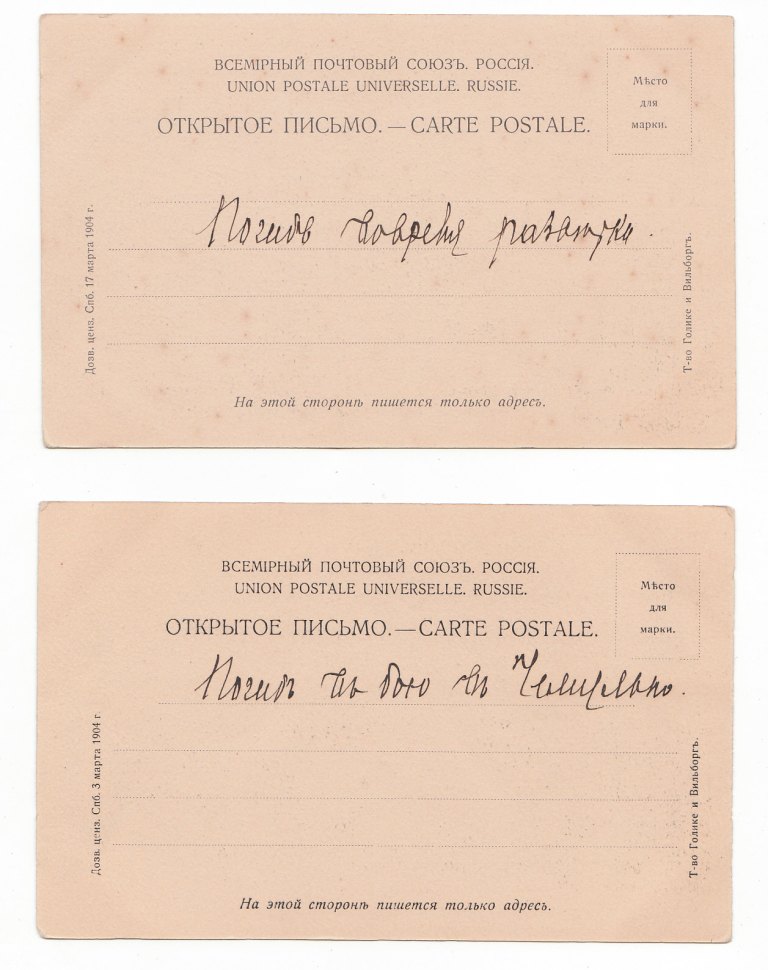 ВСЕМІРНЫЙ ПОЧТОВЫЙ СОЮЗЪ. РОССІЯ.
UNION POSTALE UNIVERSELLE. RUSSIE.
ОТКРЫТОЕ ПИСЬМО. — CARTE POSTALE.
Мѣсто
для
марки.
Погибъ вовремя развѣдки.
Дозв. ценз. Спб. 17 марта 1904 г.
Т-во Голике и Вильборгъ.
На этой сторонѣ пишется только адресъ.
ВСЕМІРНЫЙ ПОЧТОВЫЙ СОЮЗЪ. РОССІЯ.
UNION POSTALE UNIVERSELLE. RUSSIE.
ОТКРЫТОЕ ПИСЬМО. — CARTE POSTALE.
Мѣсто
для
марки.
Погибъ въ бою въ Чемульпо.
Дозв. ценз. Спб. 3 марта 1904 г.
Т-во Голике и Вильборгъ.
На этой сторонѣ пишется только адресъ.